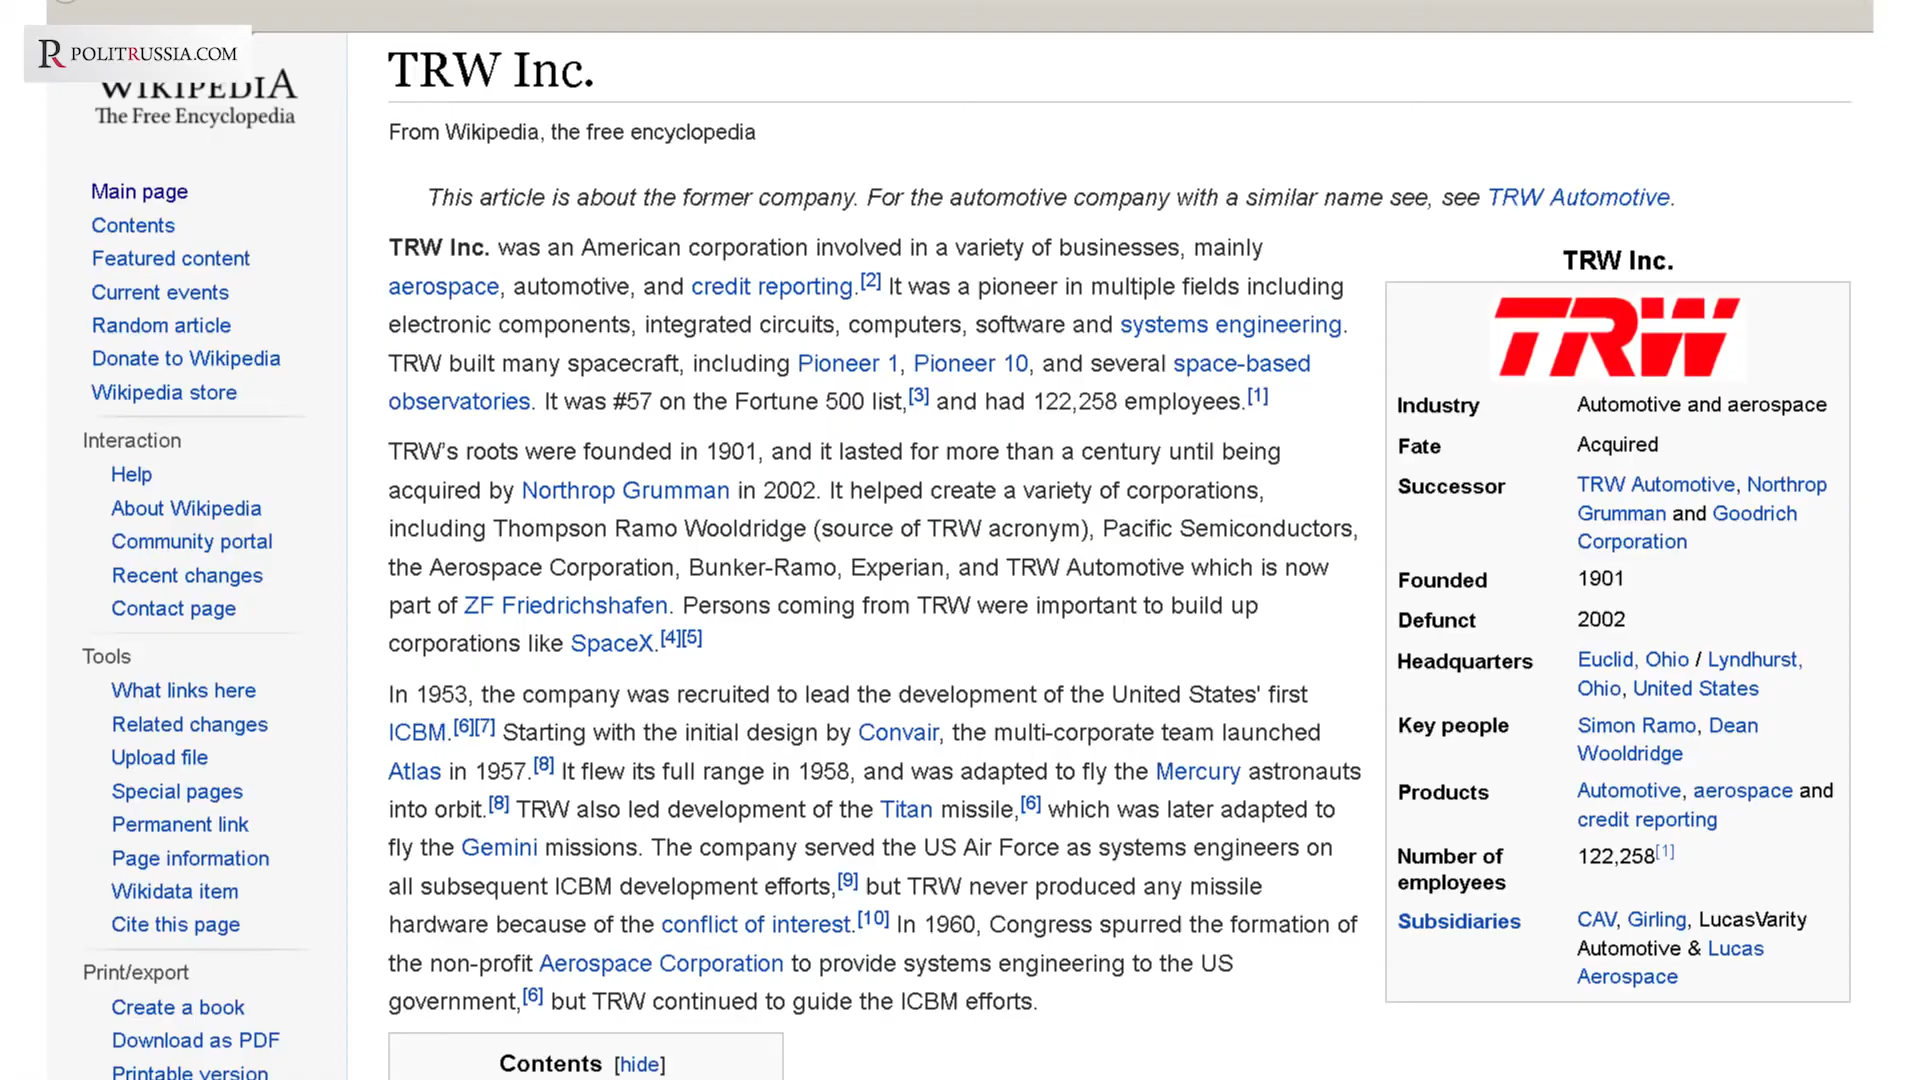 POLITRUSSIA.COM
WIKIPEDIA
The Free Encyclopedia
Main page
Contents
Featured content
Current events
Random article
Donate to Wikipedia
Wikipedia store
Interaction
Help
About Wikipedia
Community portal
Recent changes
Contact page
Tools
What links here
Related changes
Upload file
Special pages
Permanent link
Page information
Wikidata item
Cite this page
Print/export
Create a book
Download as PDF
Printable version
TRW Inc.
From Wikipedia, the free encyclopedia
This article is about the former company. For the automotive company with a similar name see, see TRW Automotive.
TRW Inc. was an American corporation involved in a variety of businesses, mainly
aerospace, automotive, and credit reporting.[2] It was a pioneer in multiple fields including
electronic components, integrated circuits, computers, software and systems engineering.
TRW built many spacecraft, including Pioneer 1, Pioneer 10, and several space-based
observatories. It was #57 on the Fortune 500 list,[3] and had 122,258 employees.[1]
TRW's roots were founded in 1901, and it lasted for more than a century until being
acquired by Northrop Grumman in 2002. It helped create a variety of corporations,
including Thompson Ramo Wooldridge (source of TRW acronym), Pacific Semiconductors,
the Aerospace Corporation, Bunker-Ramo, Experian, and TRW Automotive which is now
part of ZF Friedrichshafen. Persons coming from TRW were important to build up
corporations like SpaceX.[4][5]
In 1953, the company was recruited to lead the development of the United States' first
ICBM.[6][7] Starting with the initial design by Convair, the multi-corporate team launched
Atlas in 1957.[8] It flew its full range in 1958, and was adapted to fly the Mercury astronauts
into orbit.[8] TRW also led development of the Titan missile,[6] which was later adapted to
fly the Gemini missions. The company served the US Air Force as systems engineers on
all subsequent ICBM development efforts,[9] but TRW never produced any missile
hardware because of the conflict of interest.[10] In 1960, Congress spurred the formation of
the non-profit Aerospace Corporation to provide systems engineering to the US
government,[6] but TRW continued to guide the ICBM efforts.
Contents [hide]
TRW Inc.
TRW
Industry Automotive and aerospace
Fate Acquired
Successor TRW Automotive, Northrop
Grumman and Goodrich
Corporation
Founded 1901
Defunct 2002
Headquarters Euclid, Ohio / Lyndhurst,
Ohio, United States
Key people Simon Ramo, Dean
Wooldridge
Products Automotive, aerospace and
credit reporting
Number of 122,258[1]
employees
Subsidiaries CAV, Girling, LucasVarity
Automotive & Lucas
Aerospace